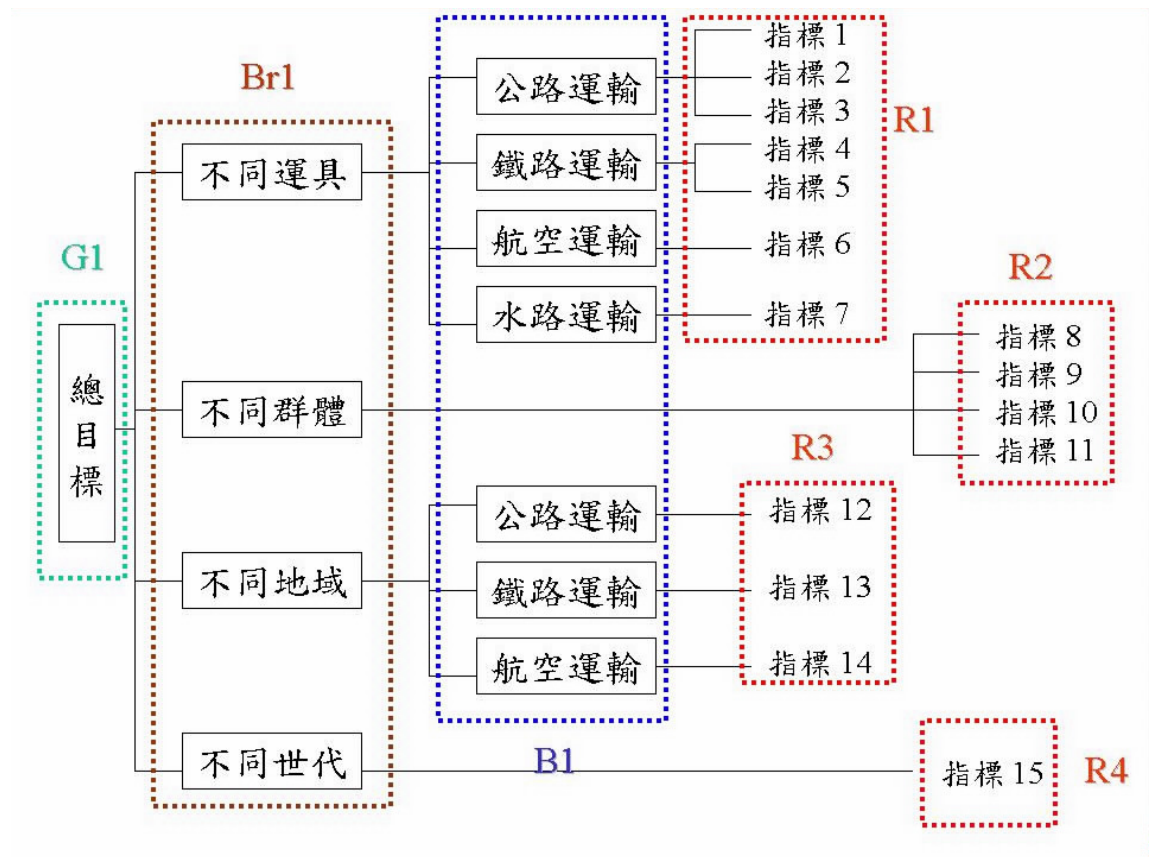 G1
總目標
Br1
不同運具
不同群體
不同地域
不同世代
公路運輸
鐵路運輸
航空運輸
水路運輸
公路運輸
鐵路運輸
航空運輸
B1
指標 1
指標 2
指標 3
指標 4
指標 5
指標 6
指標 7
R1
R2
指標 8
指標 9
指標 10
指標 11
R3
指標 12
指標 13
指標 14
指標 15
R4